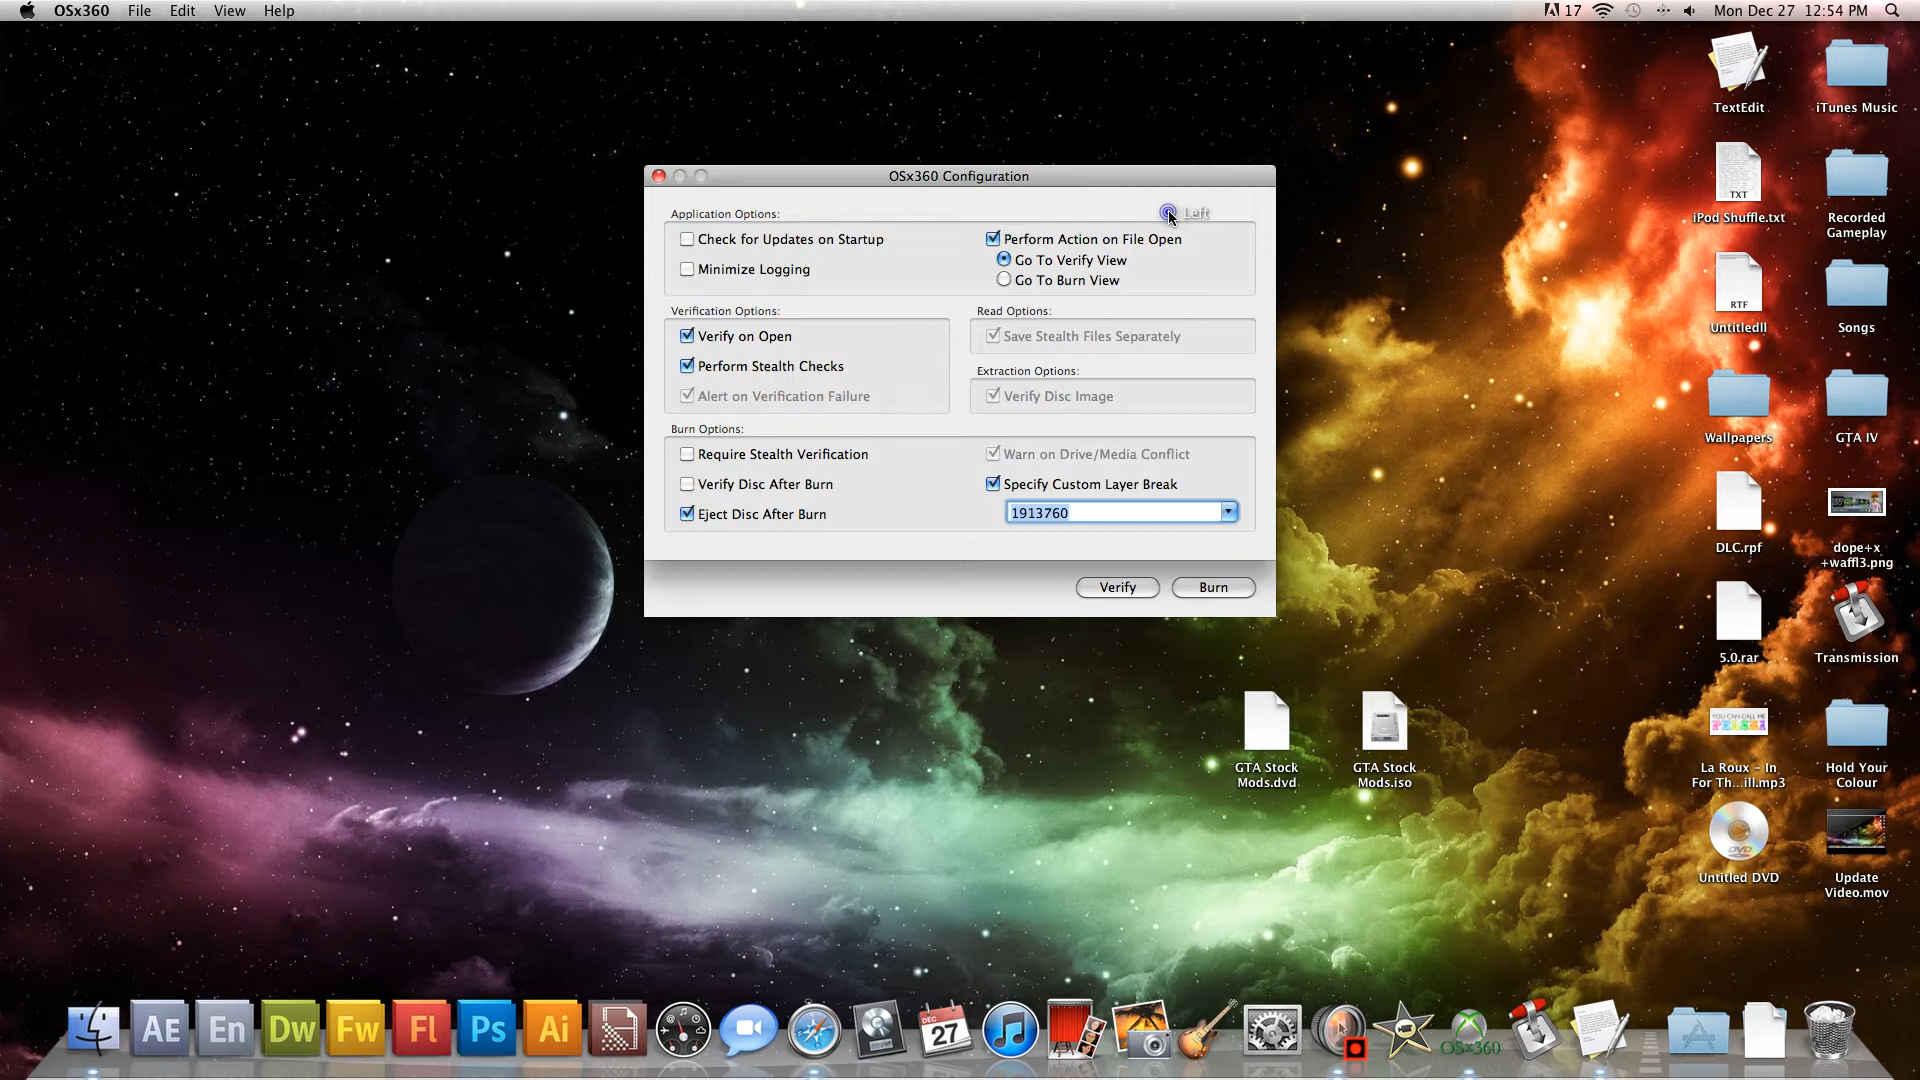 OSx360 File Edit View Help 17 Mon Dec 27 12:54 PM
TextEdit
iTunes Music
TXT
iPod Shuffle.txt
Recorded
Gameplay
RTF
Untitledll
Songs
Wallpapers
GTA IV
DLC.rpf
dope+x
+waffl3.png
5.0.rar
Transmission
YOU CAN CALL ME
PELSKI
La Roux - In
For Th...ill.mp3
Hold Your
Colour
DVD
Untitled DVD
Update
Video.mov
GTA Stock
Mods.dvd
GTA Stock
Mods.iso
OSx360 Configuration
Left
Application Options:
Check for Updates on Startup
Minimize Logging
Perform Action on File Open
Go To Verify View
Go To Burn View
Verification Options:
Verify on Open
Perform Stealth Checks
Alert on Verification Failure
Read Options:
Save Stealth Files Separately
Extraction Options:
Verify Disc Image
Burn Options:
Require Stealth Verification
Verify Disc After Burn
Eject Disc After Burn
Warn on Drive/Media Conflict
Specify Custom Layer Break
1913760
Verify Burn
AE En Dw Fw Fl Ps Ai
DEC
27
OSx360